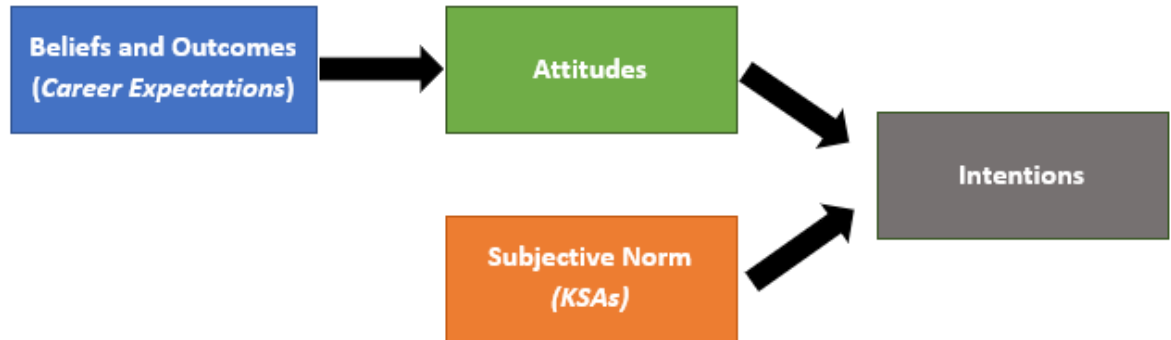 Beliefs and Outcomes
(Career Expectations)
Attitudes
Intentions
Subjective Norm
(KSAs)